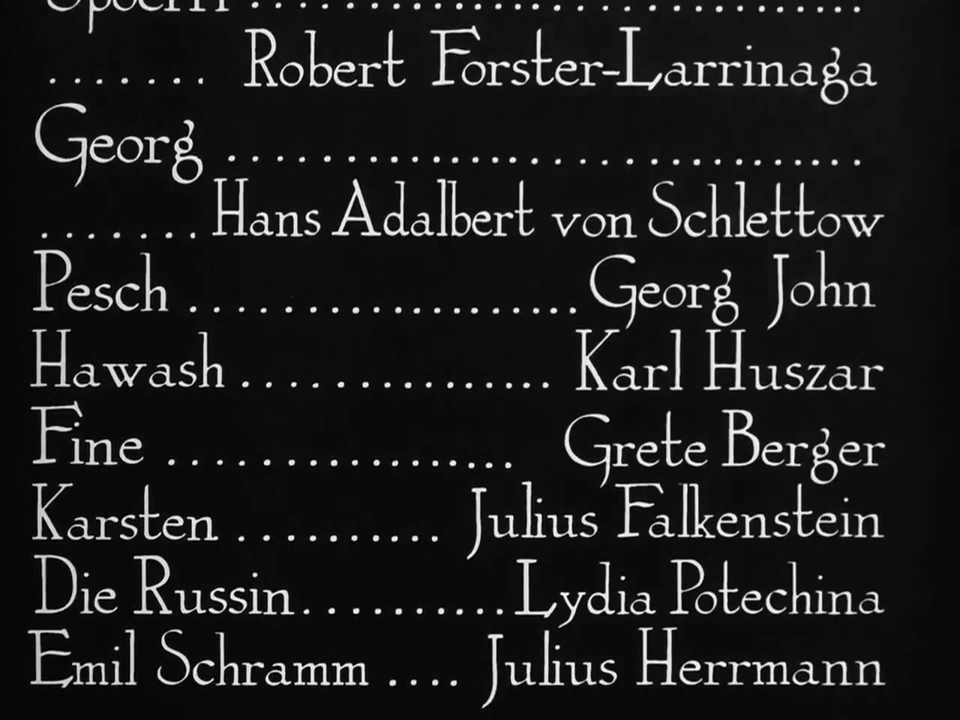 Spoerri ...............................
....... Robert Forster-Larrinaga
Georg ................................
....... Hans Adalbert von Schlettow
Pesch .................... Georg John
Hawash ............... Karl Huszar
Fine ................. Grete Berger
Karsten .......... Julius Falkenstein
Die Russin.......... Lydia Potechina
Emil Schramm .... Julius Herrmann